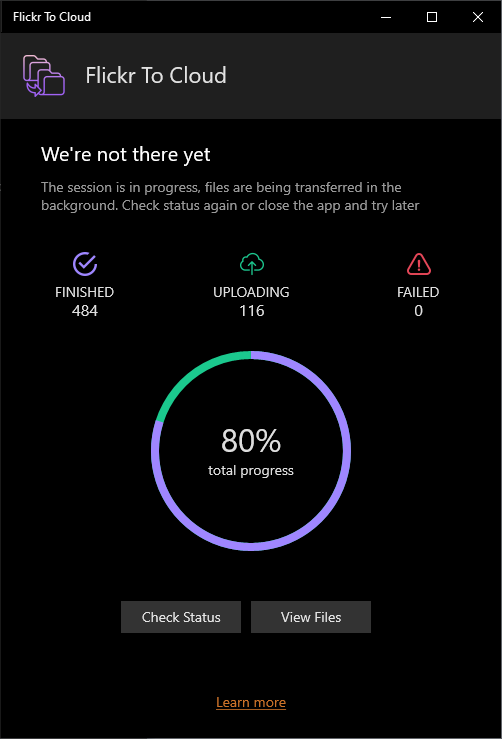 Flickr To Cloud
Flickr To Cloud
We're not there yet
The session is in progress, files are being transferred in the
background. Check status again or close the app and try later
FINISHED
484
UPLOADING
116
FAILED
0
80%
total progress
Check Status
View Files
Learn more